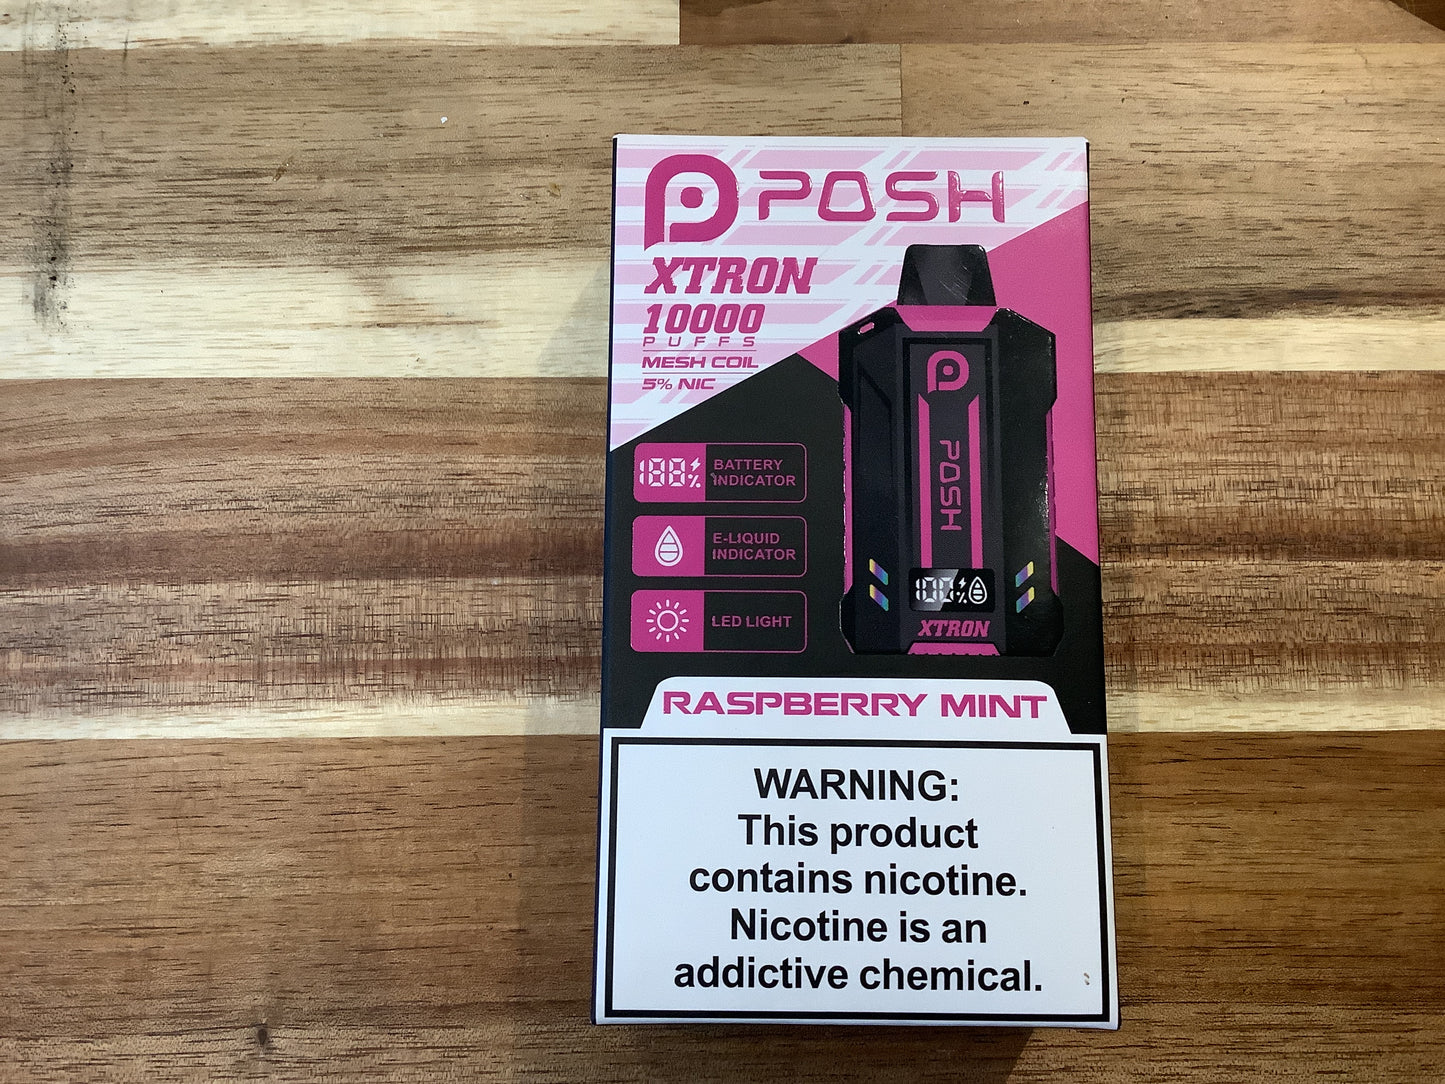 POSH
XTRON
10000
PUFFS
MESH COIL
5% NIC
188%
BATTERY
INDICATOR
E-LIQUID
INDICATOR
LED LIGHT
POSH
100%
XTRON
RASPBERRY MINT
WARNING:
This product
contains nicotine.
Nicotine is an
addictive chemical.